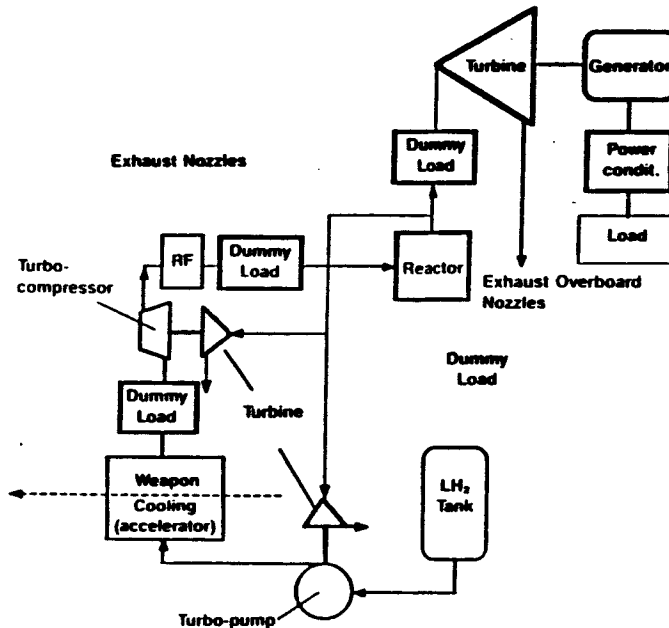 Turbine
Generator
Dummy
Load
Power
condit.
Load
Exhaust Nozzles
RF
Dummy
Load
Reactor
Turbo-
compressor
Exhaust Overboard
Nozzles
Dummy
Load
Dummy
Load
Turbine
Weapon
Cooling
(accelerator)
LH₂
Tank
Turbo-pump